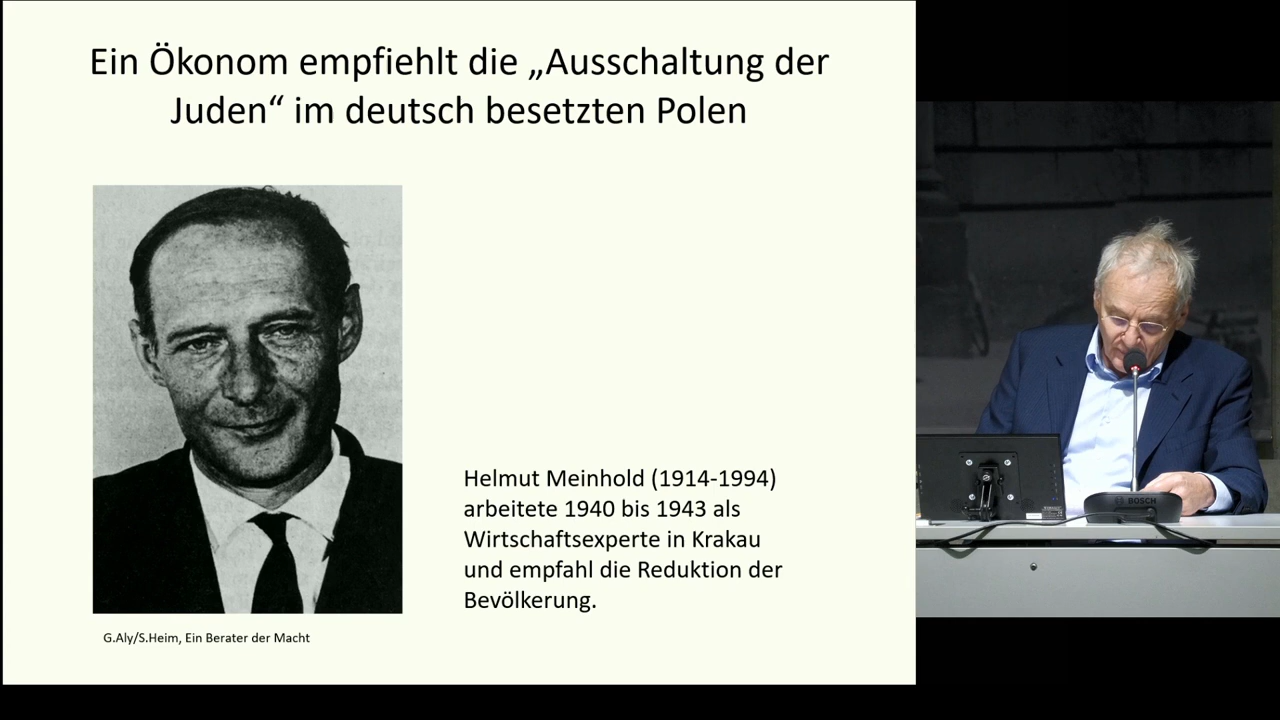 Ein Ökonom empfiehlt die „Ausschaltung der
Juden“ im deutsch besetzten Polen
Helmut Meinhold (1914-1994)
arbeitete 1940 bis 1943 als
Wirtschaftsexperte in Krakau
und empfahl die Reduktion der
Bevölkerung.
G.Aly/S.Heim, Ein Berater der Macht
BOSCH